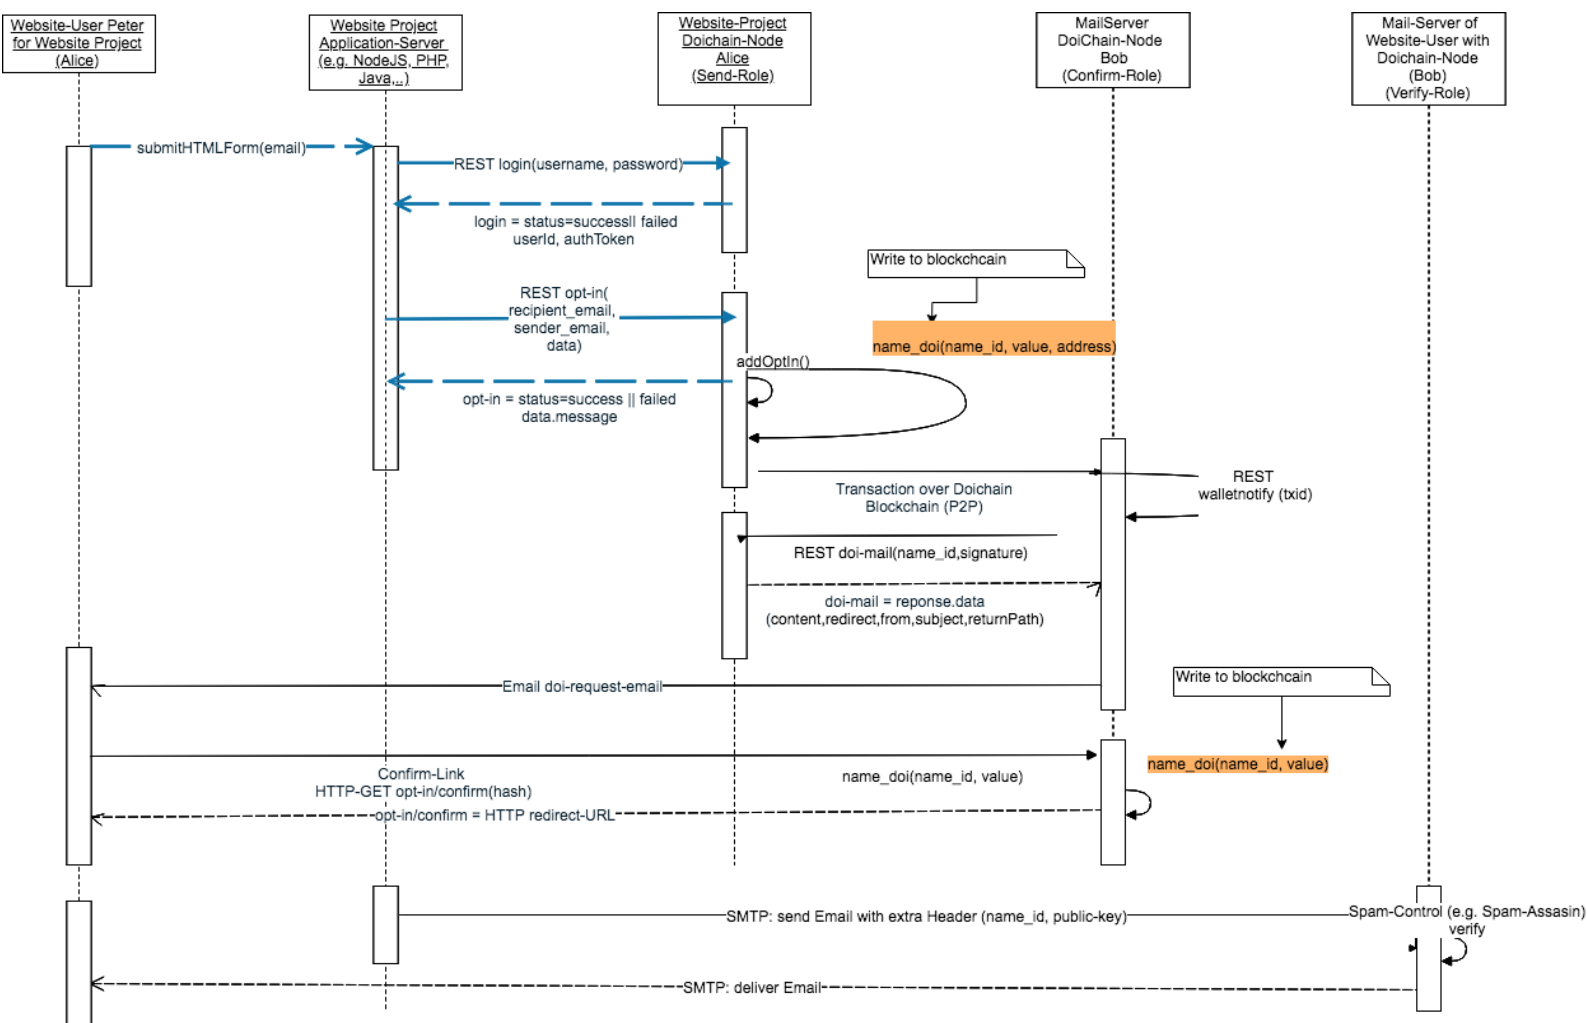 Website-User Peter
for Website Project
(Alice)
Website Project
Application-Server
(e.g. NodeJS, PHP,
Java,..)
Website-Project
Doichain-Node
Alice
(Send-Role)
MailServer
DoiChain-Node
Bob
(Confirm-Role)
Mail-Server of
Website-User with
Doichain-Node
(Bob)
(Verify-Role)
submitHTMLForm(email)
REST login(username, password)
login = status=success|| failed
userId, authToken
Write to blockchcain
REST opt-in(
recipient_email,
sender_email,
data)
name_doi(name_id, value, address)
addOptIn()
opt-in = status=success || failed
data.message
REST
walletnotify (txid)
Transaction over Doichain
Blockchain (P2P)
REST doi-mail(name_id,signature)
doi-mail = reponse.data
(content,redirect,from,subject,returnPath)
Email doi-request-email
Write to blockchcain
name_doi(name_id, value)
Confirm-Link
HTTP-GET opt-in/confirm(hash)
name_doi(name_id, value)
opt-in/confirm = HTTP redirect-URL
SMTP: send Email with extra Header (name_id, public-key)
Spam-Control (e.g. Spam-Assasin)
verify
SMTP: deliver Email